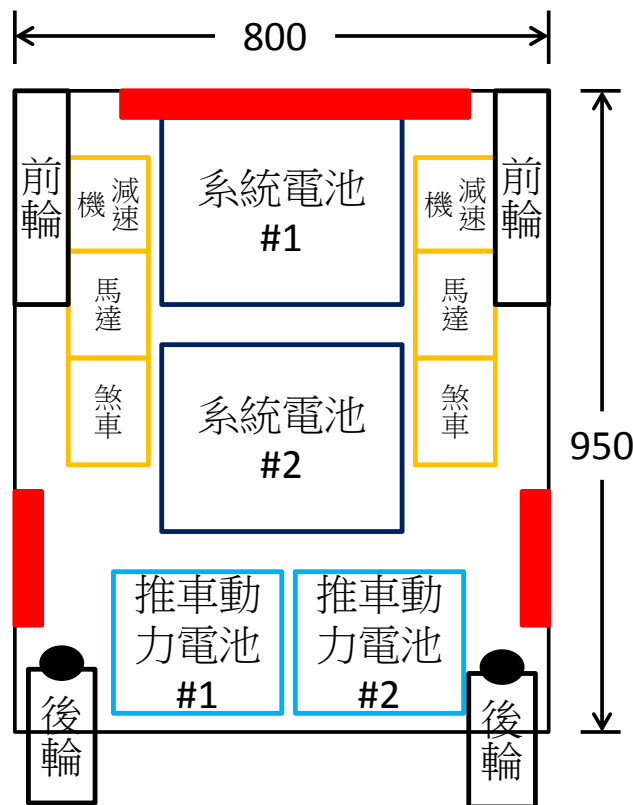 800
前輪
減速
機
馬達
煞車
系統電池
#1
減速
機
馬達
煞車
前輪
系統電池
#2
950
推車動
力電池
#1
推車動
力電池
#2
後輪
後輪